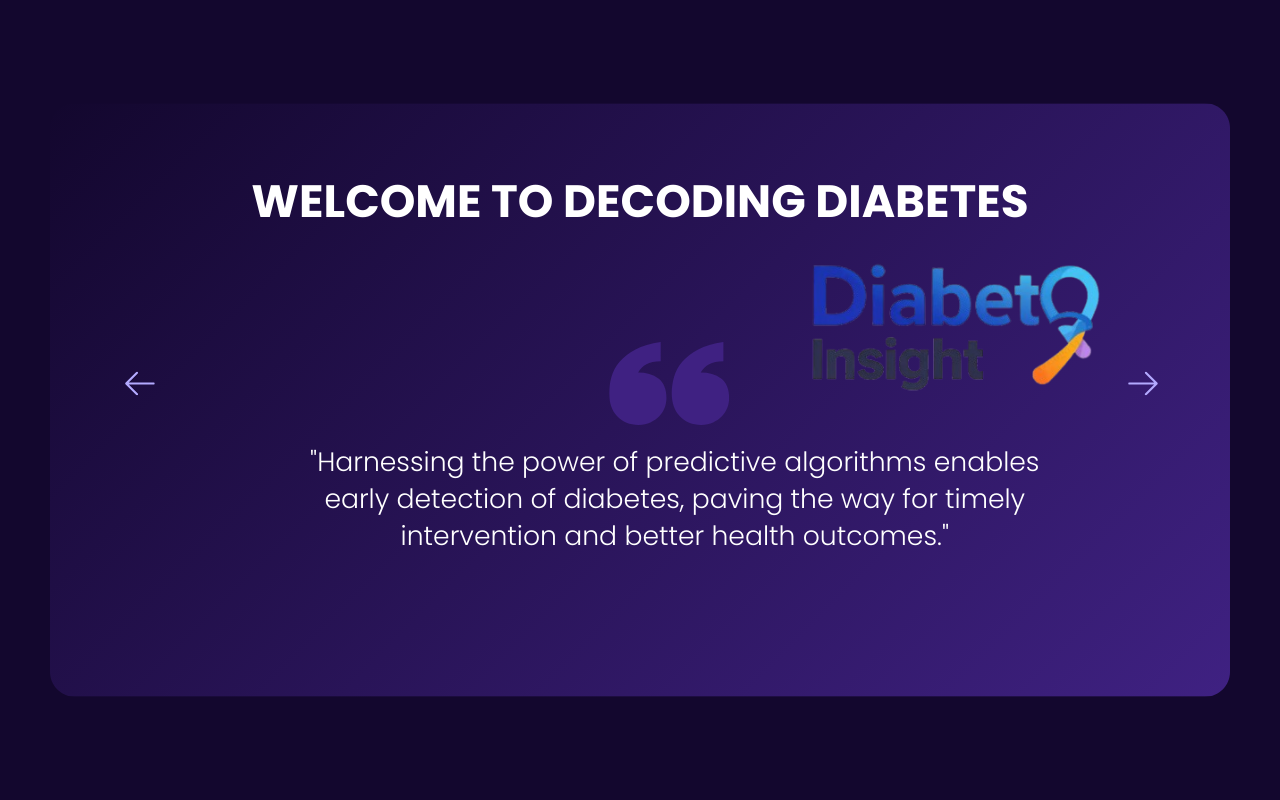 WELCOME TO DECODING DIABETES
Diabet
Insight
"Harnessing the power of predictive algorithms enables
early detection of diabetes, paving the way for timely
intervention and better health outcomes."